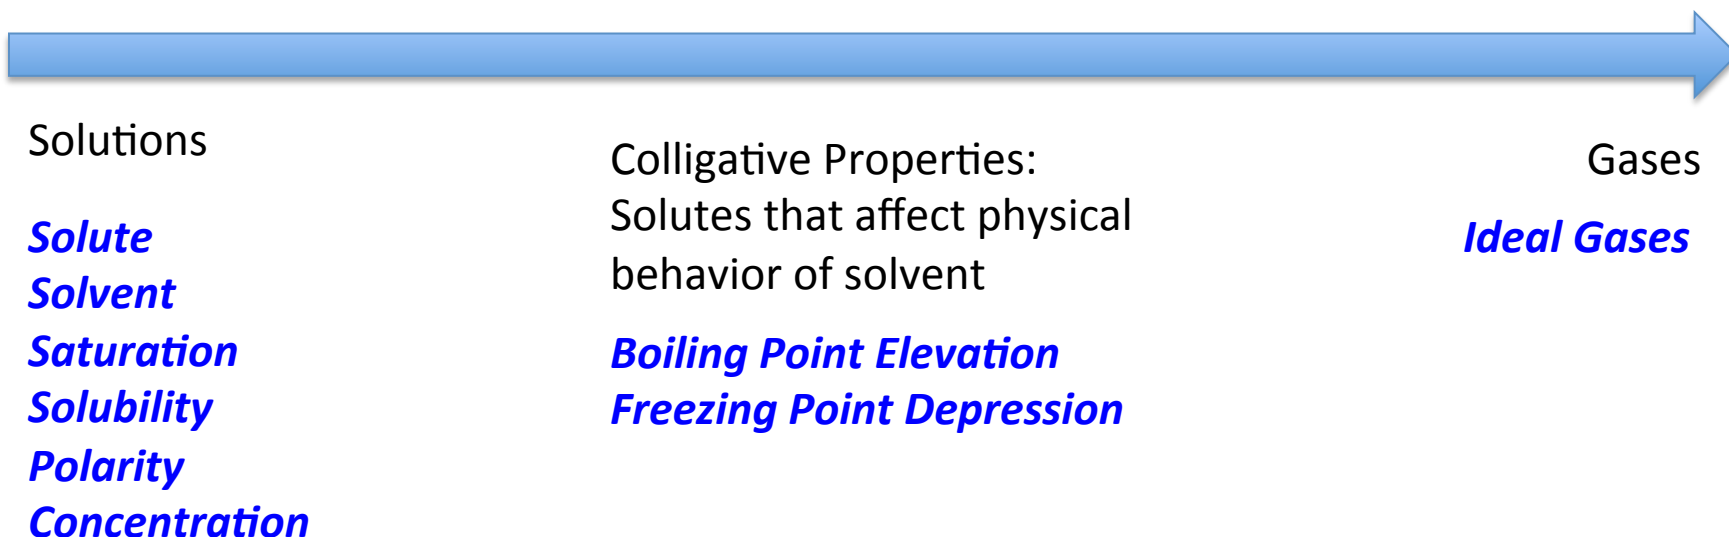 Solutions
Solute
Solvent
Saturation
Solubility
Polarity
Concentration
Colligative Properties:
Solutes that affect physical
behavior of solvent
Boiling Point Elevation
Freezing Point Depression
Gases
Ideal Gases